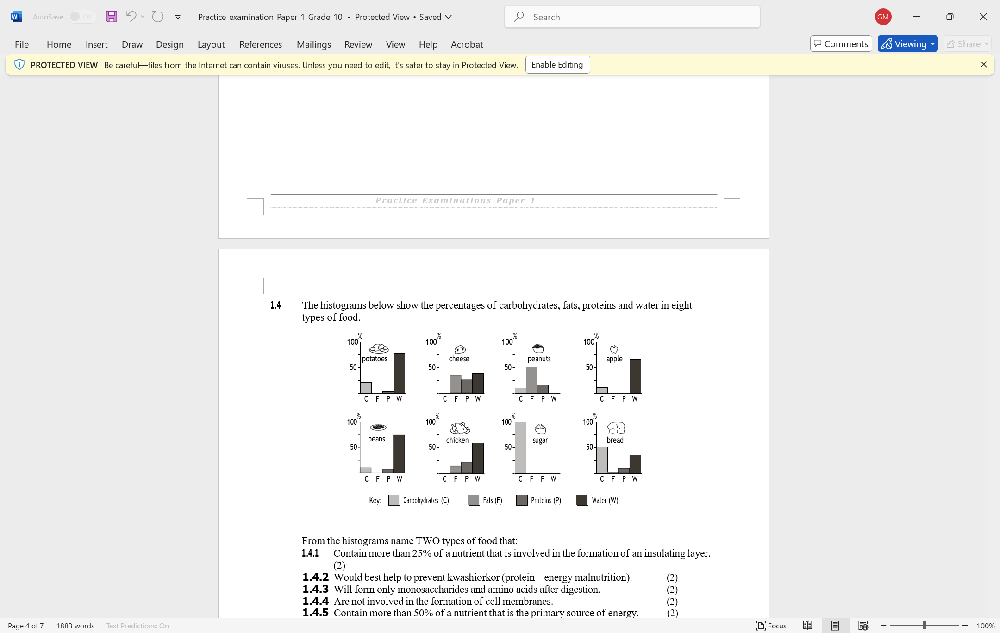 AutoSave Off Practice_examination_Paper_1_Grade_10 - Protected View • Saved Search GM
File Home Insert Draw Design Layout References Mailings Review View Help Acrobat Comments Viewing Share
PROTECTED VIEW Be careful—files from the Internet can contain viruses. Unless you need to edit, it's safer to stay in Protected View. Enable Editing
Practice Examinations Paper 1
1.4 The histograms below show the percentages of carbohydrates, fats, proteins and water in eight
types of food.
% % % %
100 100 100 100
potatoes cheese peanuts apple
50 50 50 50
C F P W C F P W C F P W C F P W
% % % %
100 100 100 100
beans chicken sugar bread
50 50 50 50
C F P W C F P W C F P W C F P W
Key: Carbohydrates (C) Fats (F) Proteins (P) Water (W)
From the histograms name TWO types of food that:
1.4.1 Contain more than 25% of a nutrient that is involved in the formation of an insulating layer.
(2)
1.4.2 Would best help to prevent kwashiorkor (protein – energy malnutrition). (2)
1.4.3 Will form only monosaccharides and amino acids after digestion. (2)
1.4.4 Are not involved in the formation of cell membranes. (2)
1.4.5 Contain more than 50% of a nutrient that is the primary source of energy. (2)
Page 4 of 7 1883 words Text Predictions: On Focus 100%